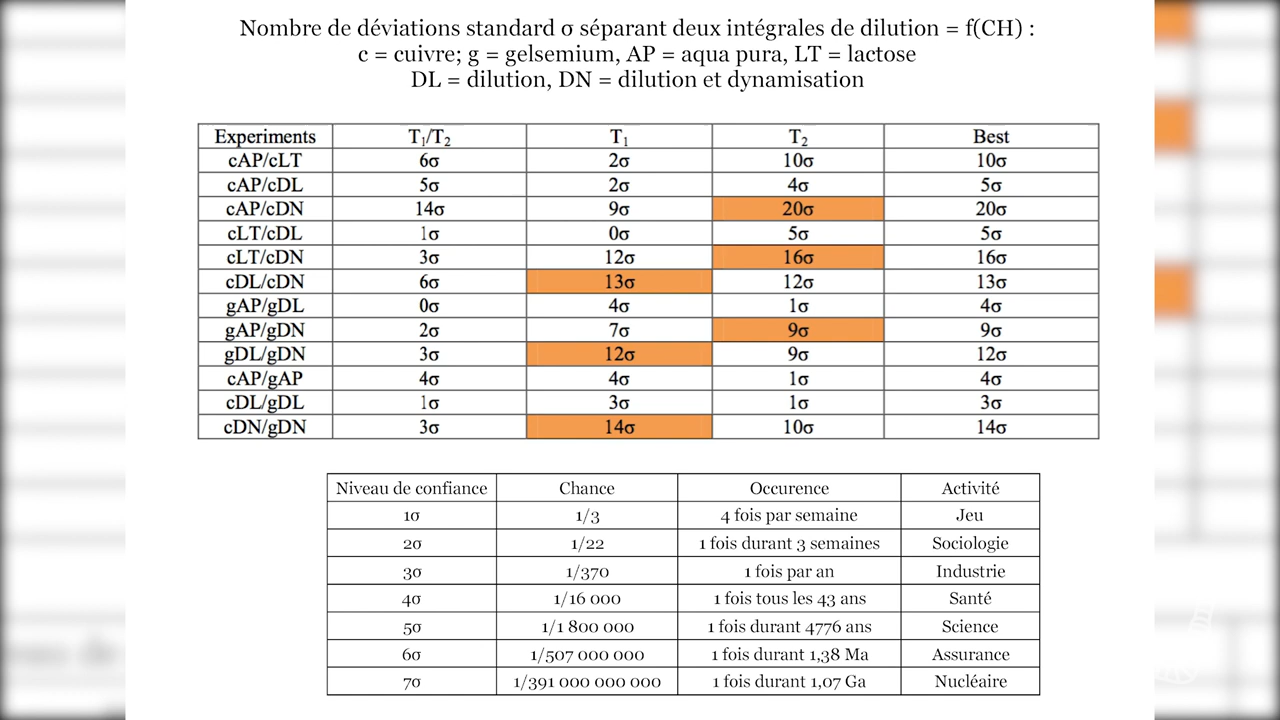 Nombre de déviations standard σ séparant deux intégrales de dilution = f(CH) :
c = cuivre; g = gelsemium, AP = aqua pura, LT = lactose
DL = dilution, DN = dilution et dynamisation
Experiments T₁/T₂ T₁ T₂ Best
cAP/cLT 6σ 2σ 10σ 10σ
cAP/cDL 5σ 2σ 4σ 5σ
cAP/cDN 14σ 9σ 20σ 20σ
cLT/cDL 1σ 0σ 5σ 5σ
cLT/cDN 3σ 12σ 16σ 16σ
cDL/cDN 6σ 13σ 12σ 13σ
gAP/gDL 0σ 4σ 1σ 4σ
gAP/gDN 2σ 7σ 9σ 9σ
gDL/gDN 3σ 12σ 9σ 12σ
cAP/gAP 4σ 4σ 1σ 4σ
cDL/gDL 1σ 3σ 1σ 3σ
cDN/gDN 3σ 14σ 10σ 14σ
Niveau de confiance Chance Occurence Activité
1σ 1/3 4 fois par semaine Jeu
2σ 1/22 1 fois durant 3 semaines Sociologie
3σ 1/370 1 fois par an Industrie
4σ 1/16 000 1 fois tous les 43 ans Santé
5σ 1/1 800 000 1 fois durant 4776 ans Science
6σ 1/507 000 000 1 fois durant 1,38 Ma Assurance
7σ 1/391 000 000 000 1 fois durant 1,07 Ga Nucléaire